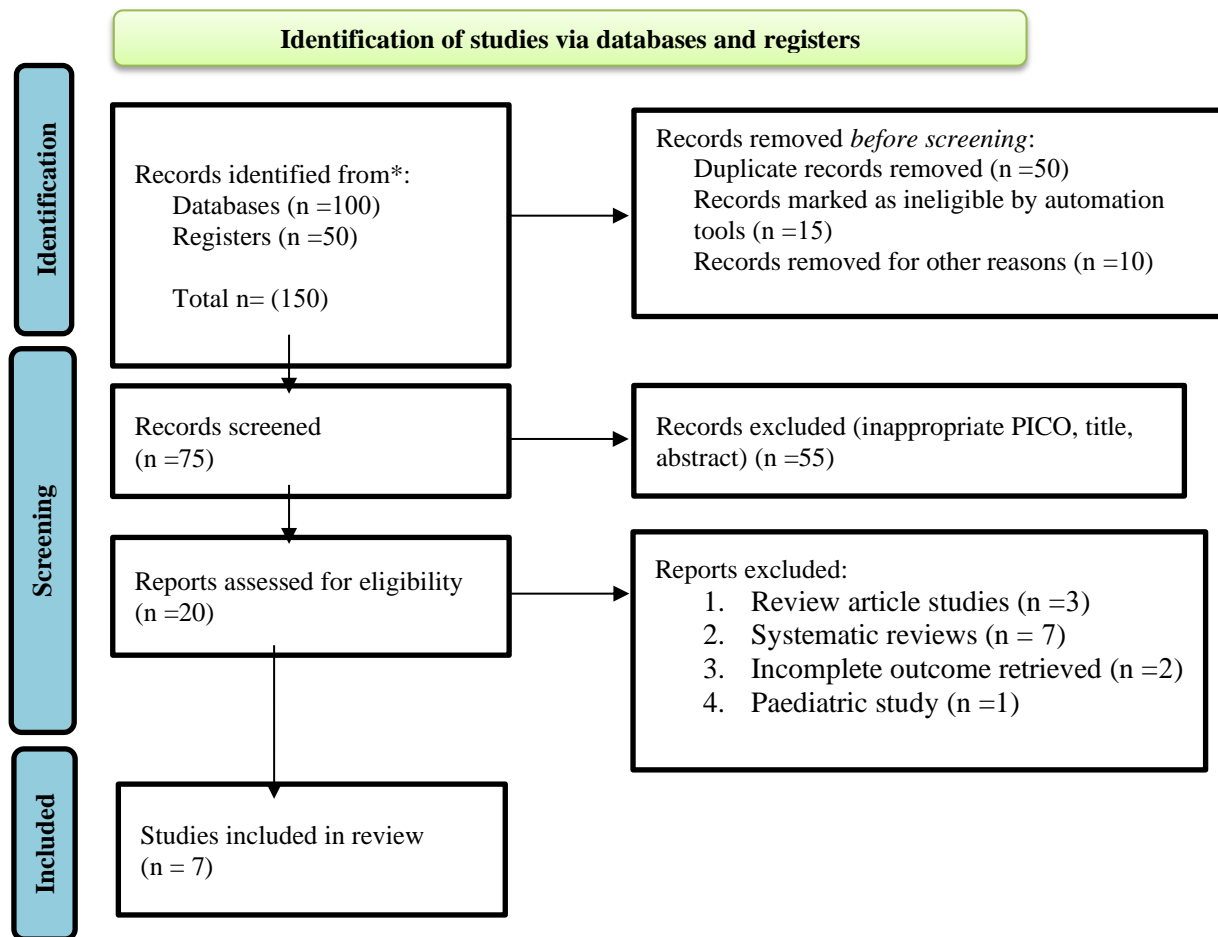 Identification of studies via databases and registers
Identification
Records identified from*:
Databases (n =100)
Registers (n =50)
Total n= (150)
Records removed before screening:
Duplicate records removed (n =50)
Records marked as ineligible by automation
tools (n =15)
Records removed for other reasons (n =10)
Screening
Records screened
(n =75)
Records excluded (inappropriate PICO, title,
abstract) (n =55)
Reports assessed for eligibility
(n =20)
Reports excluded:
1. Review article studies (n =3)
2. Systematic reviews (n = 7)
3. Incomplete outcome retrieved (n =2)
4. Paediatric study (n =1)
Included
Studies included in review
(n = 7)